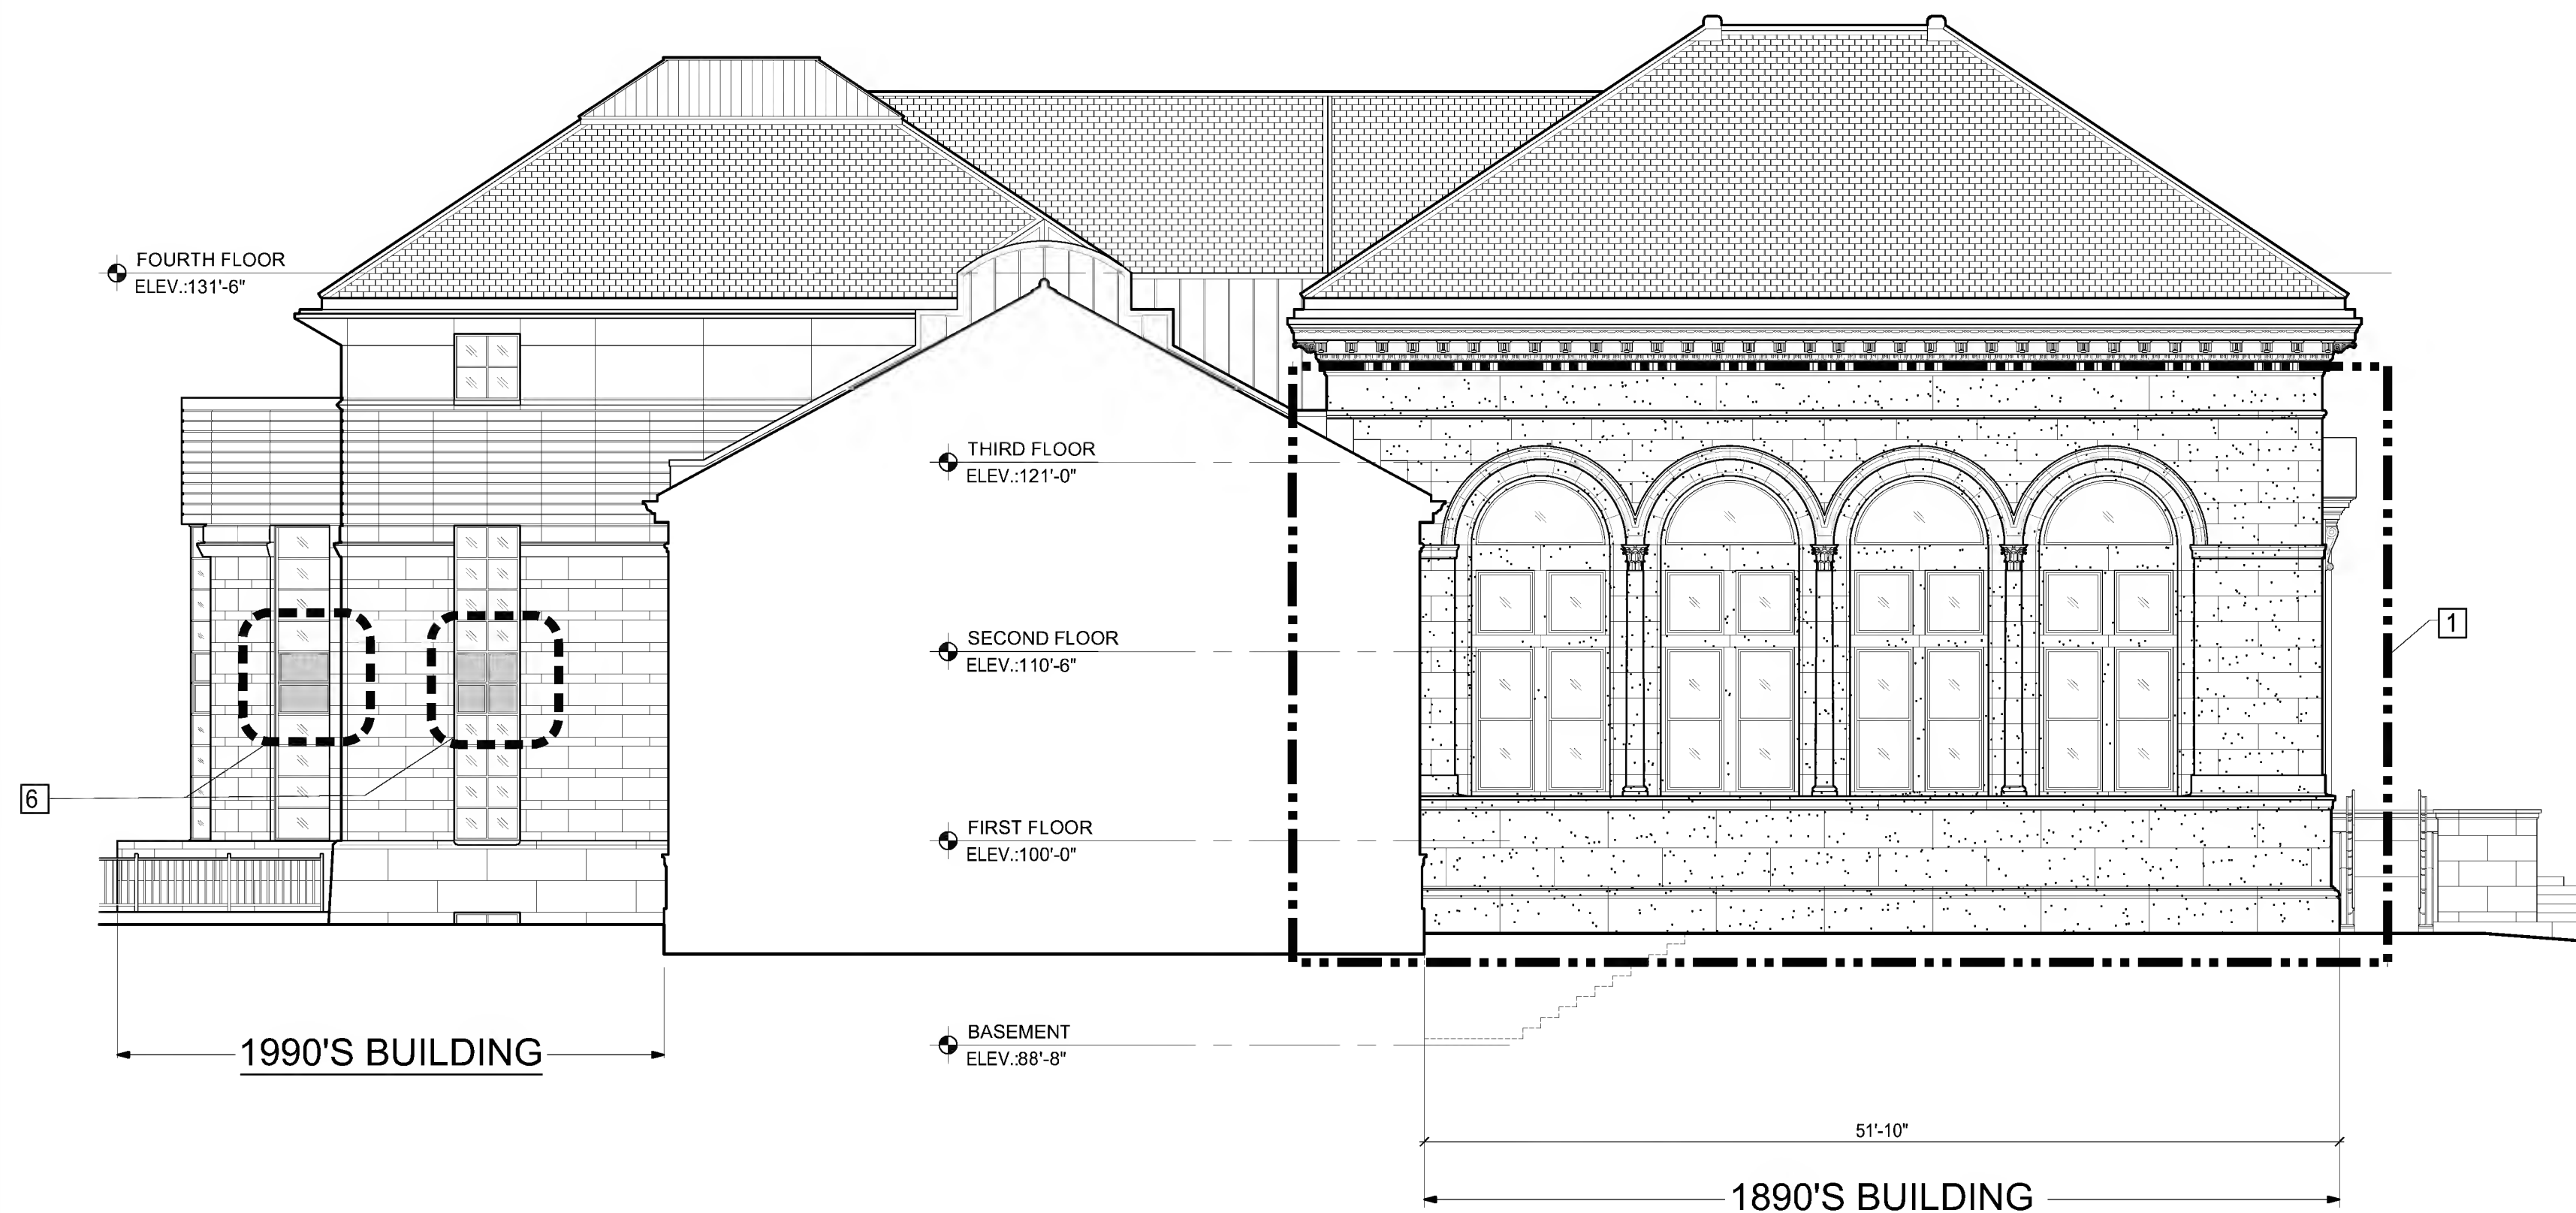 FOURTH FLOOR
ELEV.:131'-6"
THIRD FLOOR
ELEV.:121'-0"
SECOND FLOOR
ELEV.:110'-6"
1
6
FIRST FLOOR
ELEV.:100'-0"
BASEMENT
ELEV.:88'-8"
1990'S BUILDING
51'-10"
1890'S BUILDING